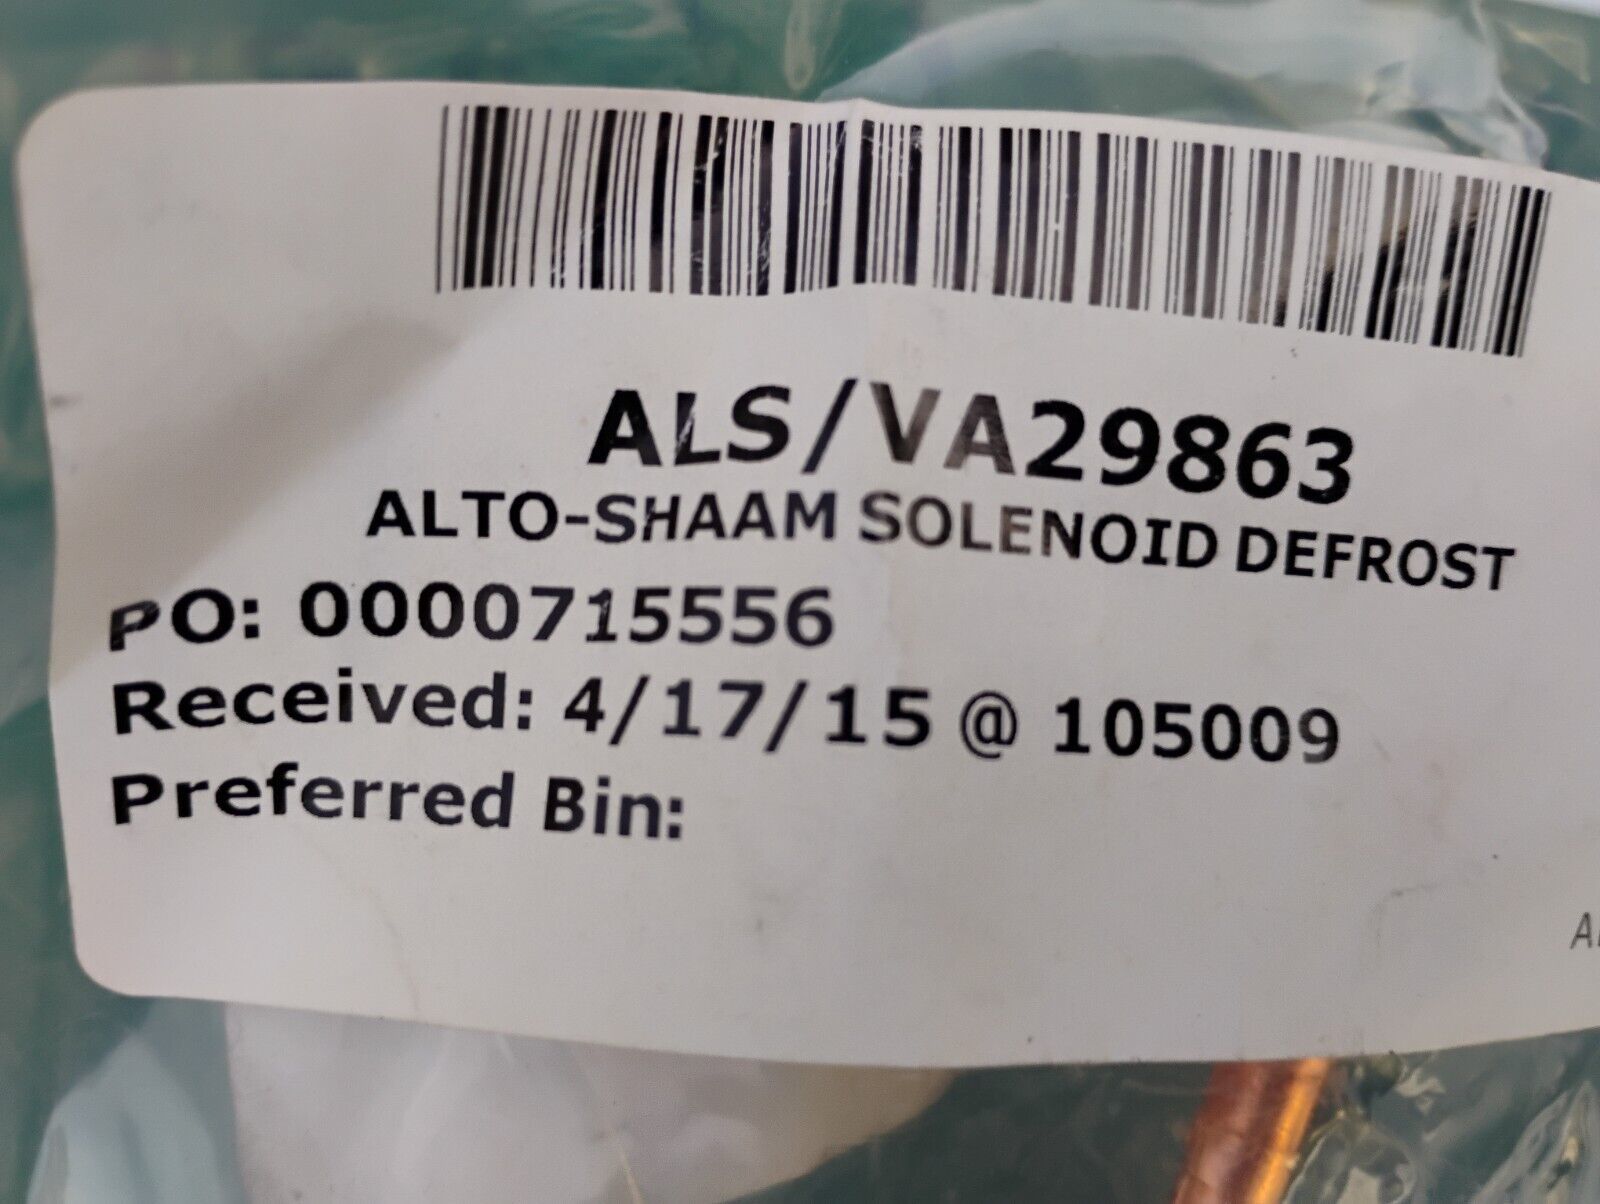 ALS/VA29863
ALTO-SHAAM SOLENOID DEFROST
PO: 0000715556
Received: 4/17/15 @ 105009
Preferred Bin: